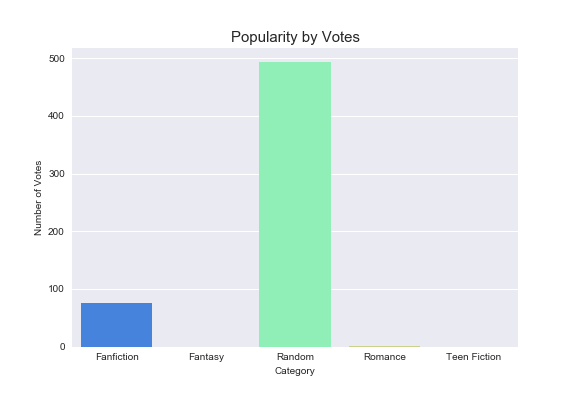 Popularity by Votes
500
400
300
200
100
0
Number of Votes
Fanfiction Fantasy Random Romance Teen Fiction
Category